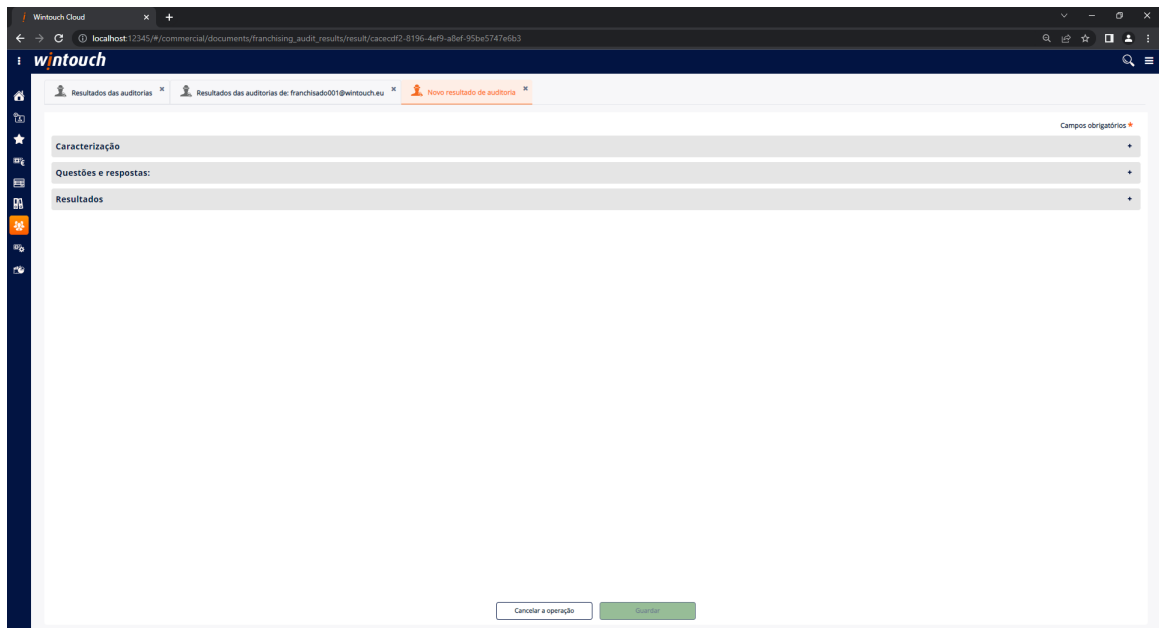 Wintouch Cloud
localhost:12345/#/commercial/documents/franchising_audit_results/result/cacecdf2-8196-4ef9-a8ef-95be5747e6b3
wintouch
Resultados das auditorias
Resultados das auditorias de: franchisado001@wintouch.eu
Novo resultado de auditoria
Campos obrigatórios *
Caracterização +
Questões e respostas: +
Resultados +
Cancelar a operação
Guardar